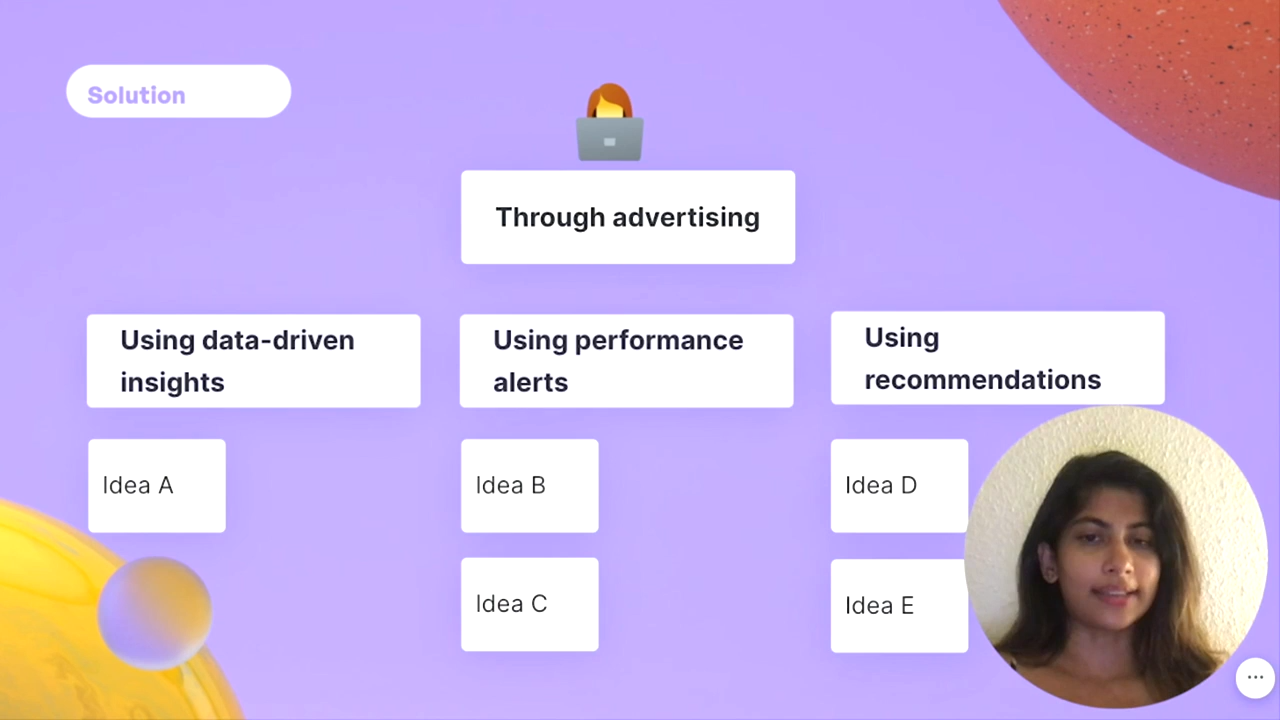 Solution
Through advertising
Using data-driven
insights
Using performance
alerts
Using
recommendations
Idea A
Idea B
Idea C
Idea D
Idea E